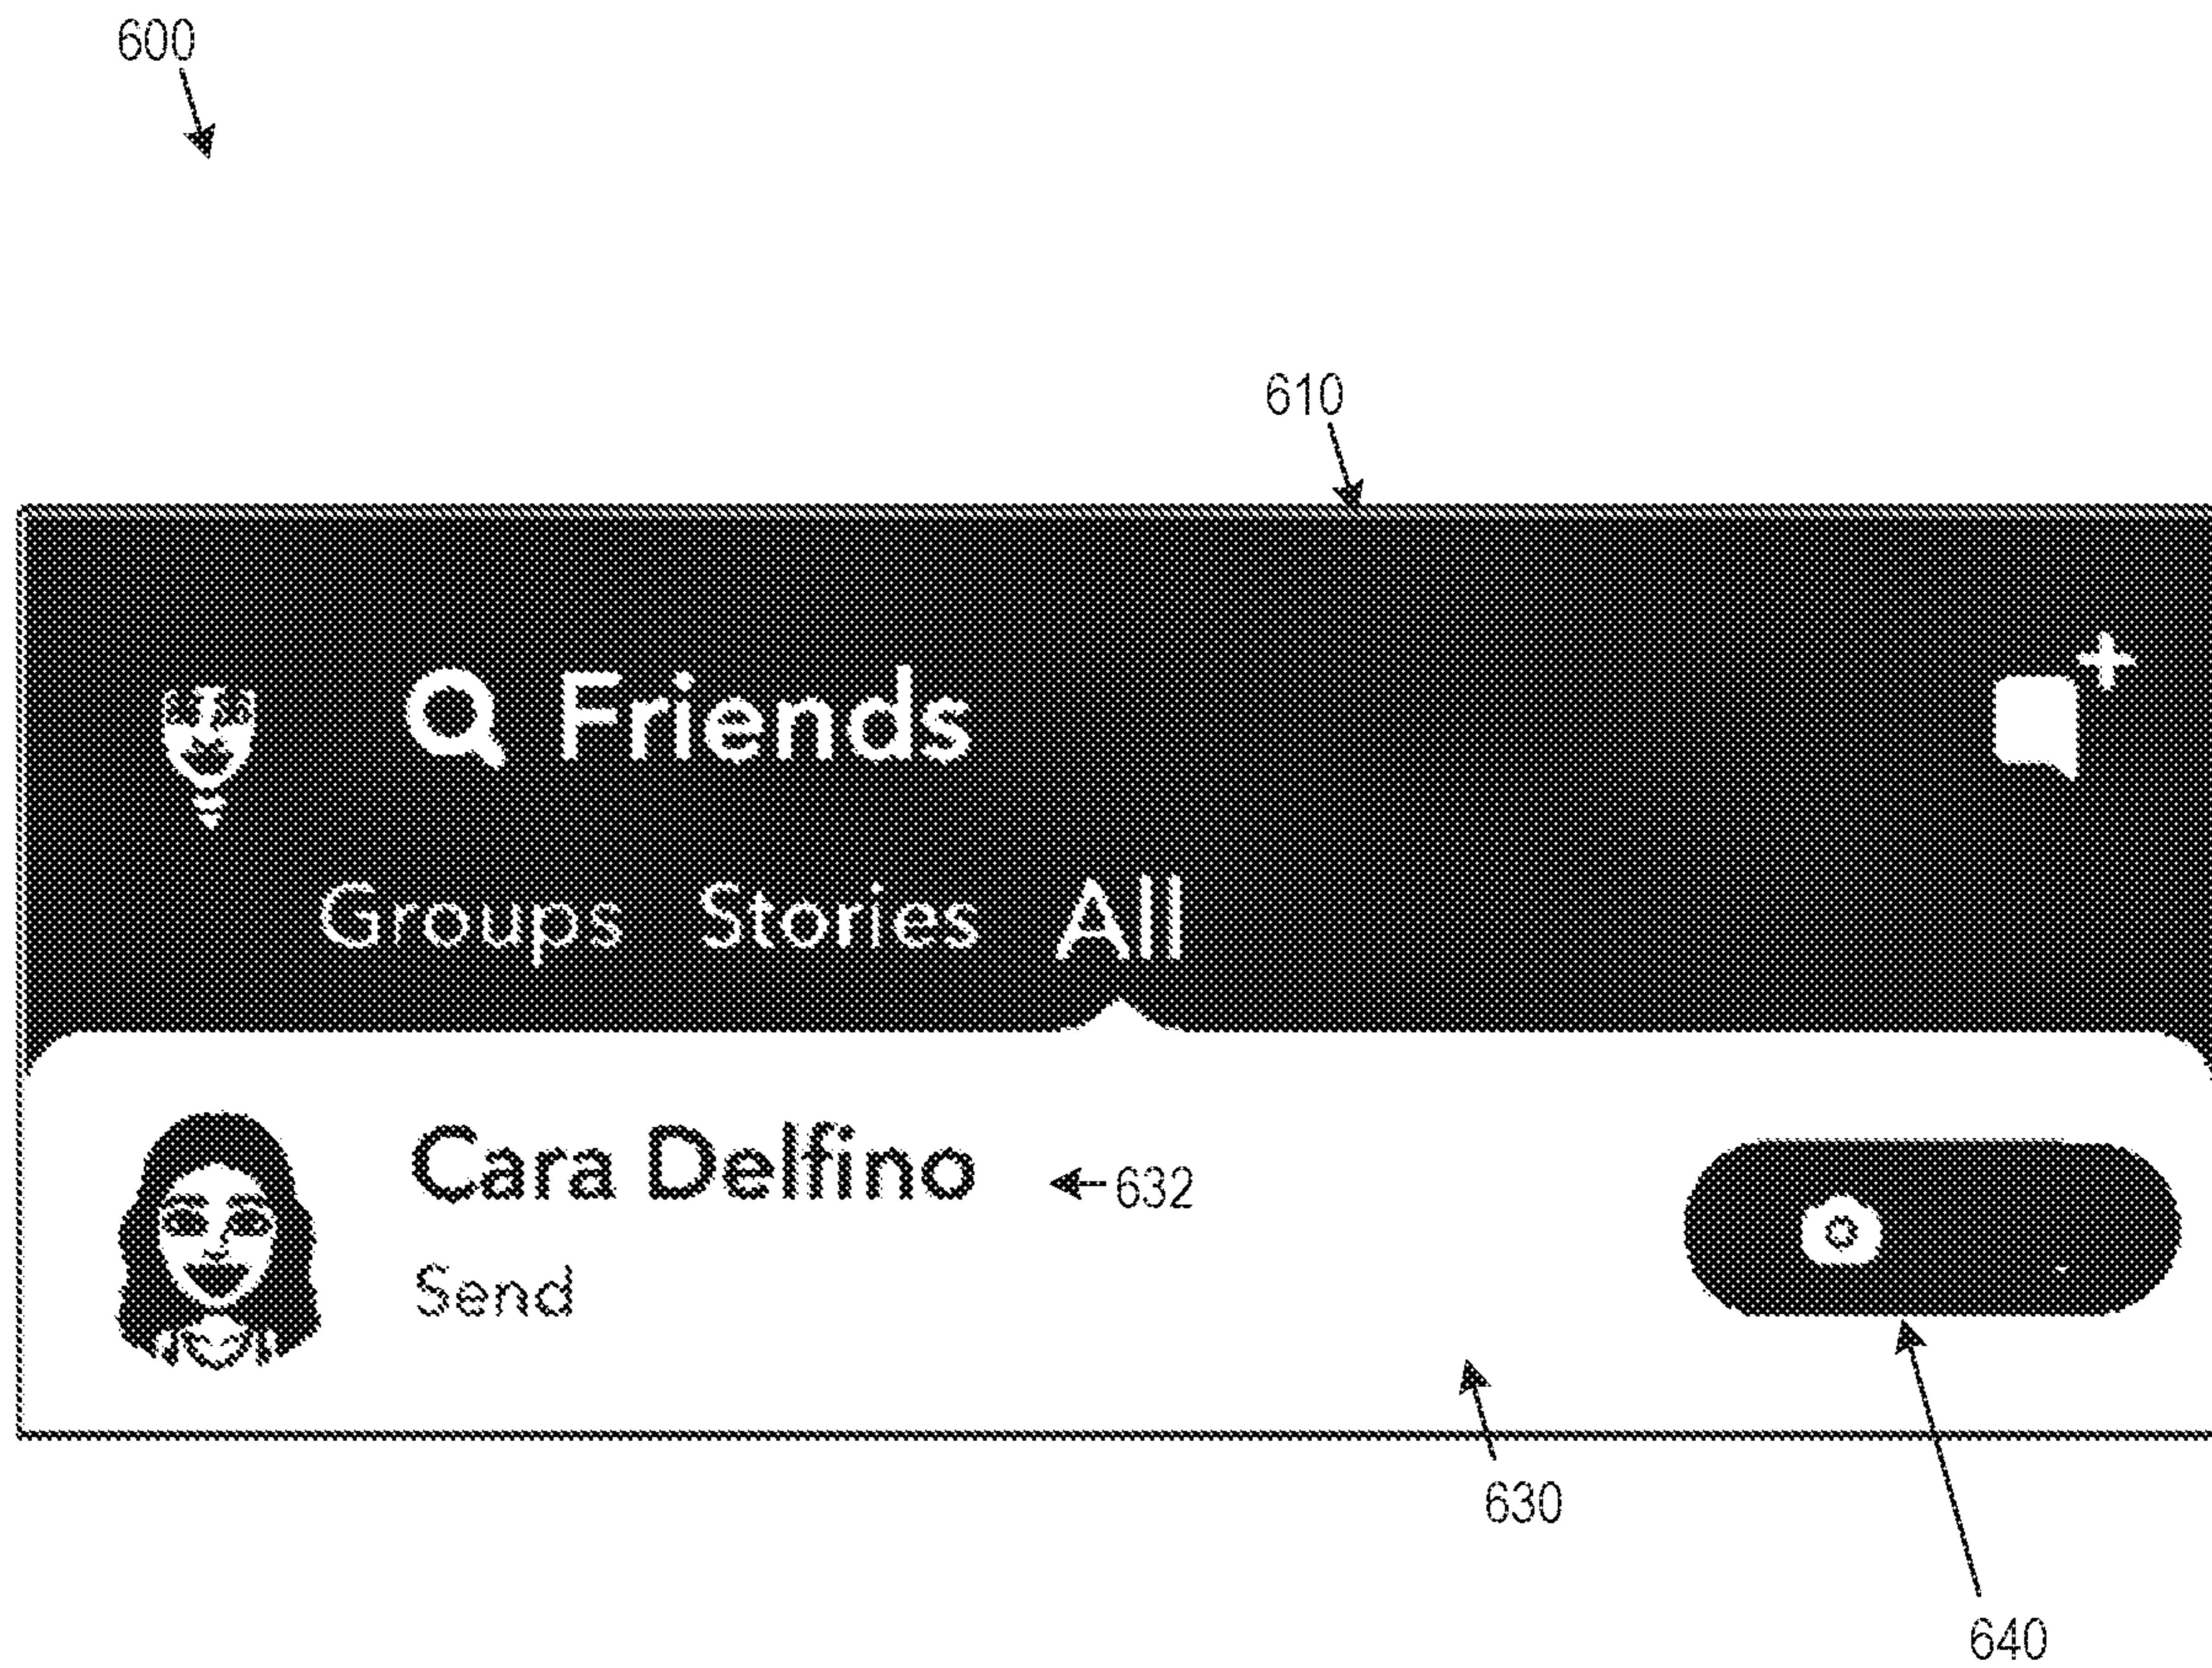 600
610
Friends
Groups Stories All
Cara Delfino 632
Send
630
640